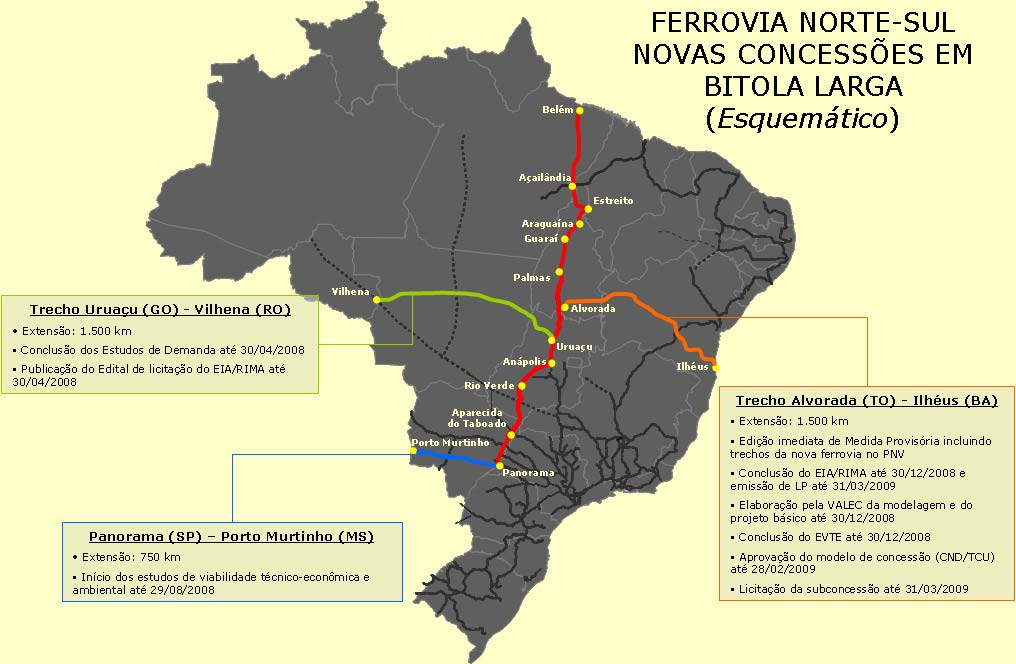 FERROVIA NORTE-SUL
NOVAS CONCESSÕES EM
BITOLA LARGA
(Esquemático)
Belém
Açailândia
Estreito
Araguaína
Guaraí
Palmas
Vilhena
Alvorada
Uruaçu
Anápolis
Ilhéus
Rio Verde
Aparecida
do Taboado
Porto Murtinho
Panorama
Trecho Uruaçu (GO) - Vilhena (RO)
• Extensão: 1.500 km
• Conclusão dos Estudos de Demanda até 30/04/2008
• Publicação do Edital de licitação do EIA/RIMA até
30/04/2008
Trecho Alvorada (TO) - Ilhéus (BA)
• Extensão: 1.500 km
• Edição imediata de Medida Provisória incluindo
trechos da nova ferrovia no PNV
• Conclusão do EIA/RIMA até 30/12/2008 e
emissão de LP até 31/03/2009
• Elaboração pela VALEC da modelagem e do
projeto básico até 30/12/2008
• Conclusão do EVTE até 30/12/2008
• Aprovação do modelo de concessão (CND/TCU)
até 28/02/2009
• Licitação da subconcessão até 31/03/2009
Panorama (SP) – Porto Murtinho (MS)
• Extensão: 750 km
• Início dos estudos de viabilidade técnico-econômica e
ambiental até 29/08/2008